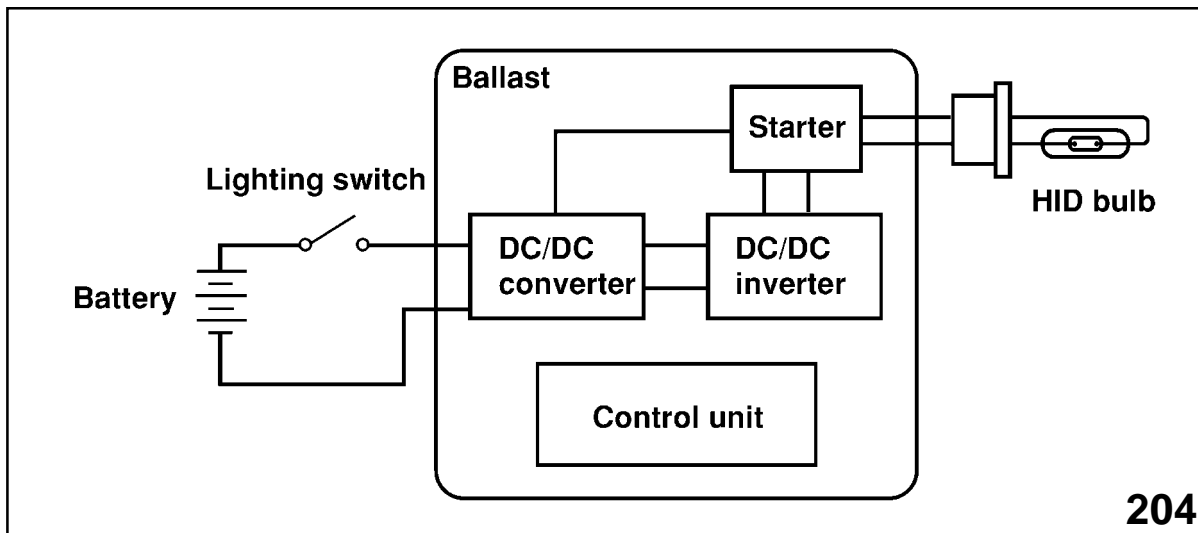 Ballast
Starter
Lighting switch
HID bulb
DC/DC
converter
DC/DC
inverter
Battery
Control unit
204